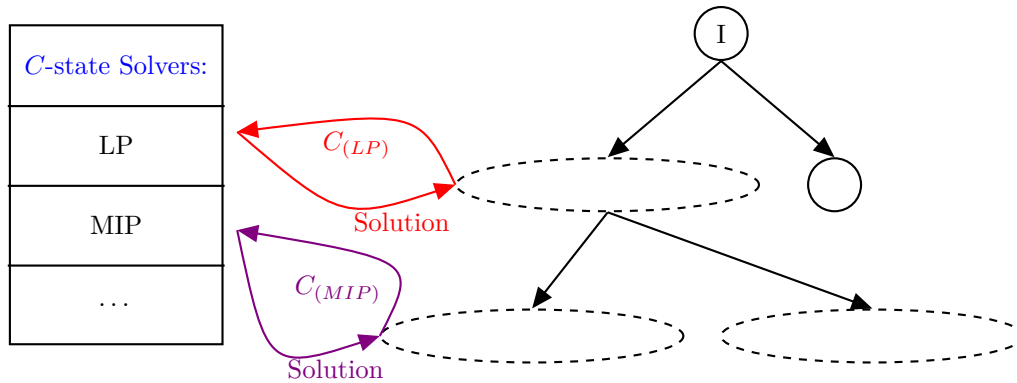 I
C-state Solvers:
LP
C_{(LP)}
Solution
MIP
C_{(MIP)}
...
Solution